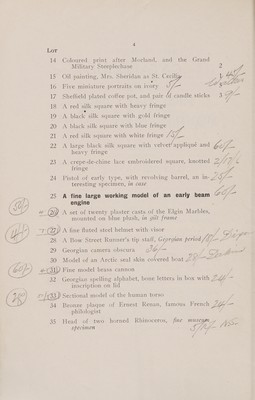 4
LOT
14 Coloured print after Morland, and the Grand
Military Steeplechase 2
15 Oil painting, Mrs. Sheridan as St. Cecilia
16 Five miniature portraits on ivory
17 Sheffield plated coffee pot, and pair of candle sticks 3
18 A red silk square with heavy fringe
19 A black silk square with gold fringe
20 A black silk square with blue fringe
21 A red silk square with white fringe
22 A large black silk square with velvet appliqué and
heavy fringe
23 A crepe-de-chine lace embroidered square, knotted
fringe
24 Pistol of early type, with revolving barrel, an in-
teresting specimen, in case
25 A fine large working model of an early beam
engine
26 A set of twenty plaster casts of the Elgin Marbles,
mounted on blue plush, in gilt frame
27 A fine fluted steel helmet with visor
28 A Bow Street Runner's tip staff, Georgian period
29 Georgian camera obscura
30 Model of an Arctic seal skin covered boat
31 Fine model brass cannon
32 Georgian spelling alphabet, bone letters in box with
inscription on lid
33 Sectional model of the human torso
34 Bronze plaque of Ernest Renan, famous French
philologist
35 Head of two horned Rhinoceros, fine museum
specimen